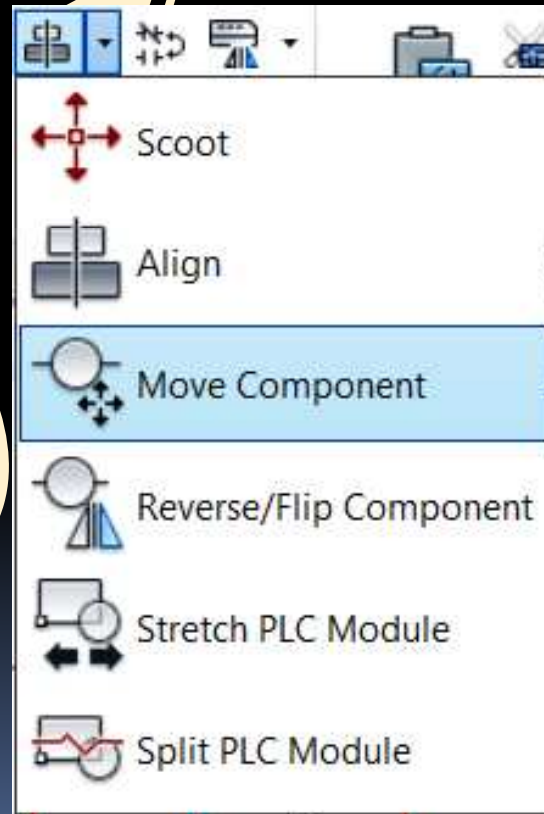 Scoot
Align
Move Component
Reverse/Flip Component
Stretch PLC Module
Split PLC Module